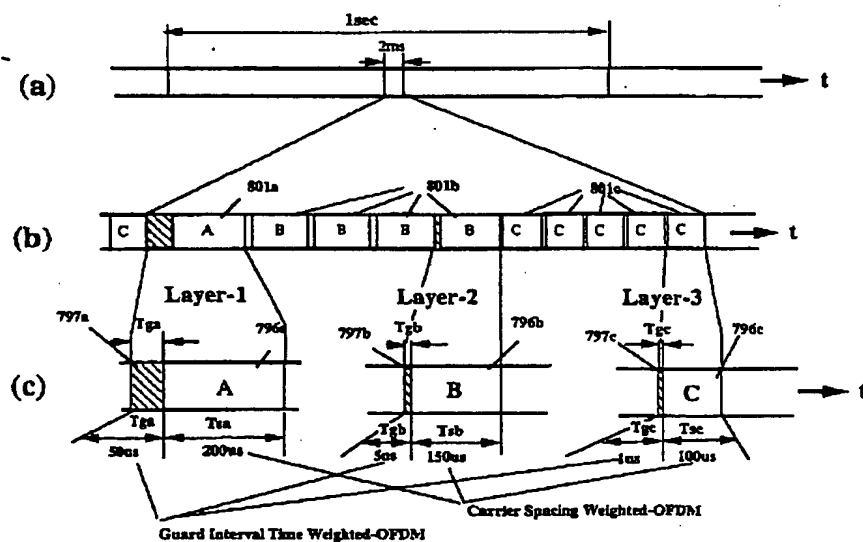 1sec
2ms
(a) t
801a 801b 801c
(b) C A B B B B C C C C C t
Layer-1 Layer-2 Layer-3
797a Tga 796a 797b Tgb 796b 797c Tgc 796c
(c) A B C t
Tga Tsa Tgb Tsb Tgc Tsc
50us 200us 5us 150us 1us 100us
Carrier Spacing Weighted-OFDM
Guard Interval Time Weighted-OFDM